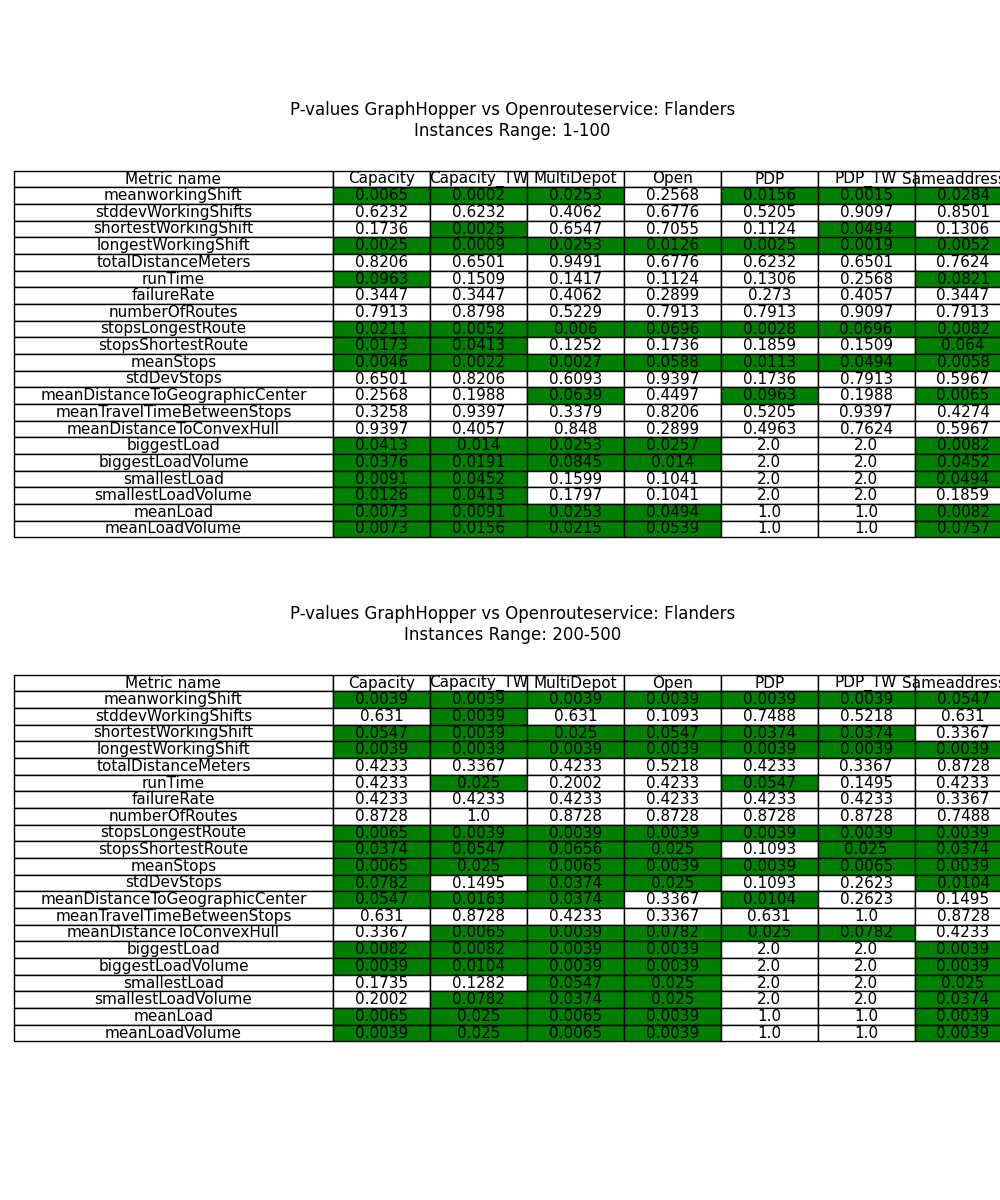 P-values GraphHopper vs Openrouteservice: Flanders
Instances Range: 1-100
Metric name Capacity Capacity_TW MultiDepot Open PDP PDP_TW Sameaddress
meanworkingShift 0.0065 0.0002 0.0253 0.2568 0.0156 0.0015 0.0284
stddevWorkingShifts 0.6232 0.6232 0.4062 0.6776 0.5205 0.9097 0.8501
shortestWorkingShift 0.1736 0.0025 0.6547 0.7055 0.1124 0.0494 0.1306
longestWorkingShift 0.0025 0.0009 0.0253 0.0126 0.0025 0.0019 0.0052
totalDistanceMeters 0.8206 0.6501 0.9491 0.6776 0.6232 0.6501 0.7624
runTime 0.0963 0.1509 0.1417 0.1124 0.1306 0.2568 0.0821
failureRate 0.3447 0.3447 0.4062 0.2899 0.273 0.4057 0.3447
numberOfRoutes 0.7913 0.8798 0.5229 0.7913 0.7913 0.9097 0.7913
stopsLongestRoute 0.0211 0.0052 0.006 0.0696 0.0028 0.0696 0.0082
stopsShortestRoute 0.0173 0.0413 0.1252 0.1736 0.1859 0.1509 0.064
meanStops 0.0046 0.0022 0.0027 0.0588 0.0113 0.0494 0.0058
stdDevStops 0.6501 0.8206 0.6093 0.9397 0.1736 0.7913 0.5967
meanDistanceToGeographicCenter 0.2568 0.1988 0.0639 0.4497 0.0963 0.1988 0.0065
meanTravelTimeBetweenStops 0.3258 0.9397 0.3379 0.8206 0.5205 0.9397 0.4274
meanDistanceToConvexHull 0.9397 0.4057 0.848 0.2899 0.4963 0.7624 0.5967
biggestLoad 0.0413 0.014 0.0253 0.0257 2.0 2.0 0.0082
biggestLoadVolume 0.0376 0.0191 0.0845 0.014 2.0 2.0 0.0452
smallestLoad 0.0091 0.0452 0.1599 0.1041 2.0 2.0 0.0494
smallestLoadVolume 0.0126 0.0413 0.1797 0.1041 2.0 2.0 0.1859
meanLoad 0.0073 0.0091 0.0253 0.0494 1.0 1.0 0.0082
meanLoadVolume 0.0073 0.0156 0.0215 0.0539 1.0 1.0 0.0757
P-values GraphHopper vs Openrouteservice: Flanders
Instances Range: 200-500
Metric name Capacity Capacity_TW MultiDepot Open PDP PDP_TW Sameaddress
meanworkingShift 0.0039 0.0039 0.0039 0.0039 0.0039 0.0039 0.0547
stddevWorkingShifts 0.631 0.0039 0.631 0.1093 0.7488 0.5218 0.631
shortestWorkingShift 0.0547 0.0039 0.025 0.0547 0.0374 0.0374 0.3367
longestWorkingShift 0.0039 0.0039 0.0039 0.0039 0.0039 0.0039 0.0039
totalDistanceMeters 0.4233 0.3367 0.4233 0.5218 0.4233 0.3367 0.8728
runTime 0.4233 0.025 0.2002 0.4233 0.0547 0.1495 0.4233
failureRate 0.4233 0.4233 0.4233 0.4233 0.4233 0.4233 0.3367
numberOfRoutes 0.8728 1.0 0.8728 0.8728 0.8728 0.8728 0.7488
stopsLongestRoute 0.0065 0.0039 0.0039 0.0039 0.0039 0.0039 0.0039
stopsShortestRoute 0.0374 0.0547 0.0656 0.025 0.1093 0.025 0.0374
meanStops 0.0065 0.025 0.0065 0.0039 0.0039 0.0065 0.0039
stdDevStops 0.0782 0.1495 0.0374 0.025 0.1093 0.2623 0.0104
meanDistanceToGeographicCenter 0.0547 0.0163 0.0374 0.3367 0.0104 0.2623 0.1495
meanTravelTimeBetweenStops 0.631 0.8728 0.4233 0.3367 0.631 1.0 0.8728
meanDistanceToConvexHull 0.3367 0.0065 0.0039 0.0782 0.025 0.0782 0.4233
biggestLoad 0.0082 0.0082 0.0039 0.0039 2.0 2.0 0.0039
biggestLoadVolume 0.0039 0.0104 0.0039 0.0039 2.0 2.0 0.0039
smallestLoad 0.1735 0.1282 0.0547 0.025 2.0 2.0 0.025
smallestLoadVolume 0.2002 0.0782 0.0374 0.025 2.0 2.0 0.0374
meanLoad 0.0065 0.025 0.0065 0.0039 1.0 1.0 0.0039
meanLoadVolume 0.0039 0.025 0.0065 0.0039 1.0 1.0 0.0039